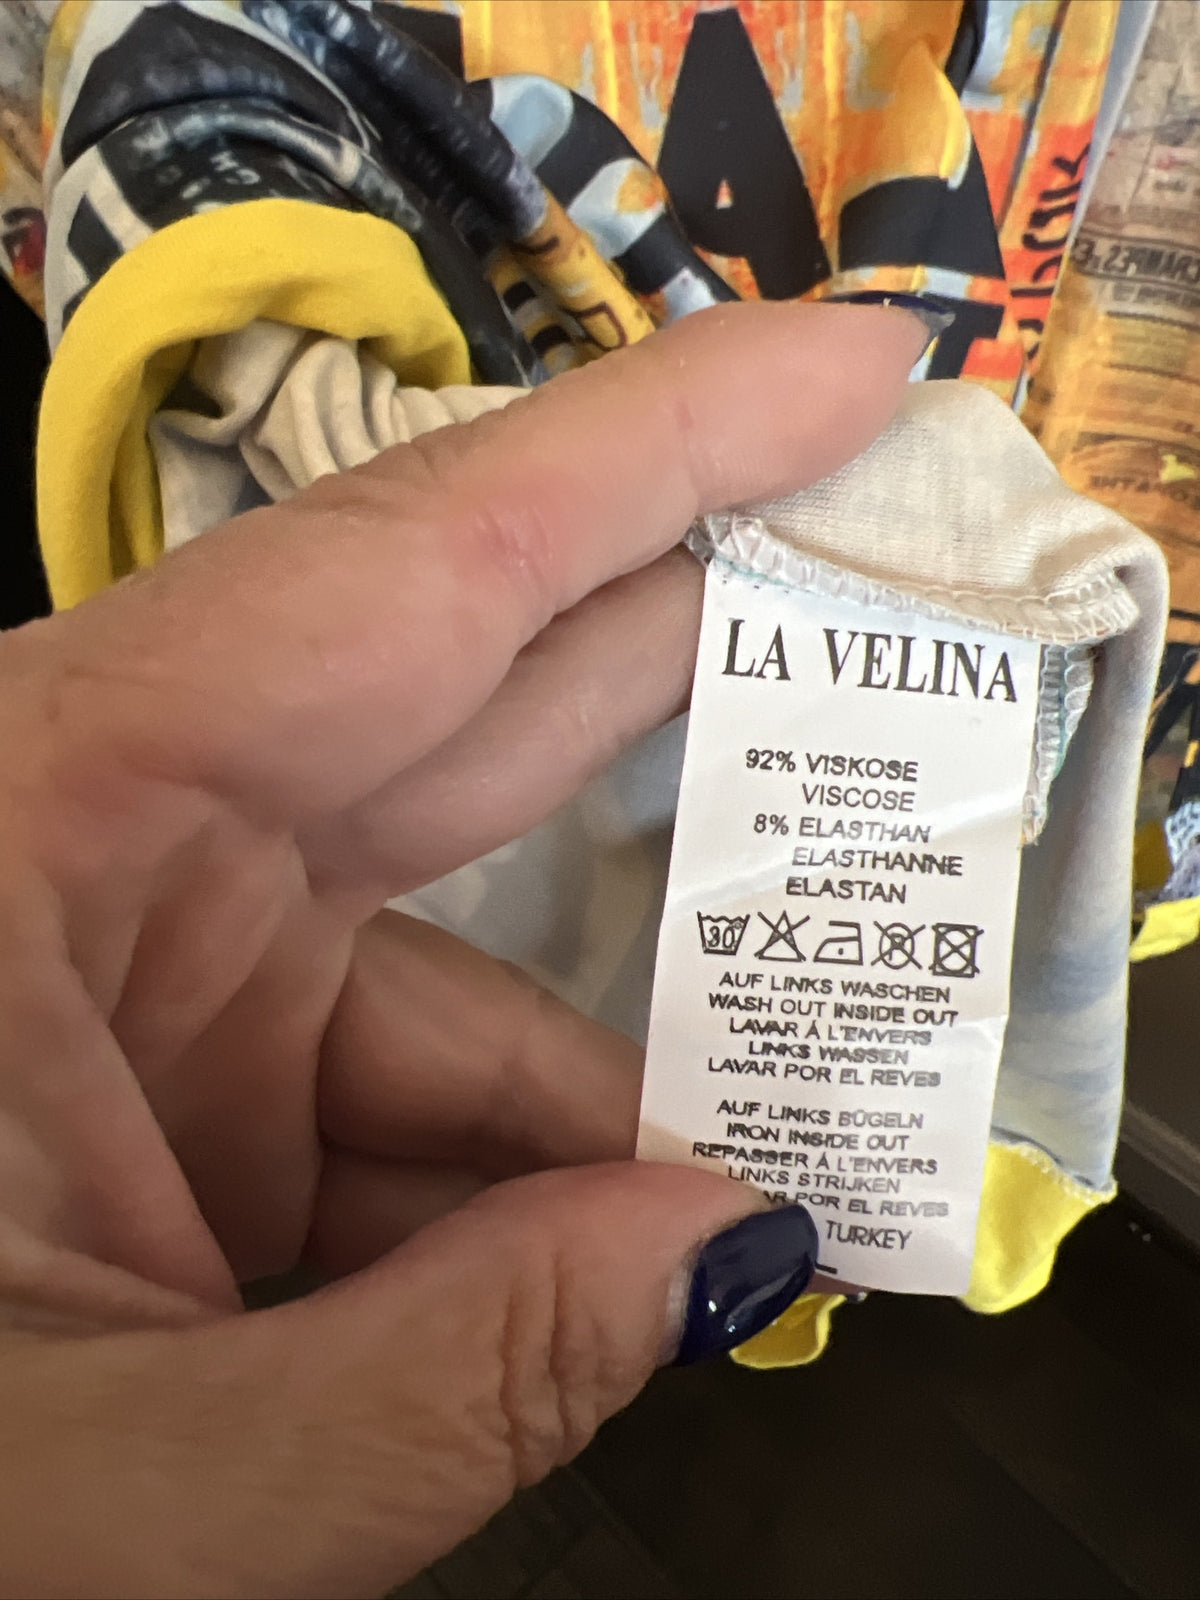 LA VELINA
92% VISKOSE
VISCOSE
8% ELASTHAN
ELASTHANNE
ELASTAN
30°
P
AUF LINKS WASCHEN
WASH OUT INSIDE OUT
LAVAR Á L'ENVERS
LINKS WASSEN
LAVAR POR EL REVES
AUF LINKS BÜGELN
IRON INSIDE OUT
REPASSER Á L'ENVERS
LINKS STRIJKEN
POR EL REVES
TURKEY
A